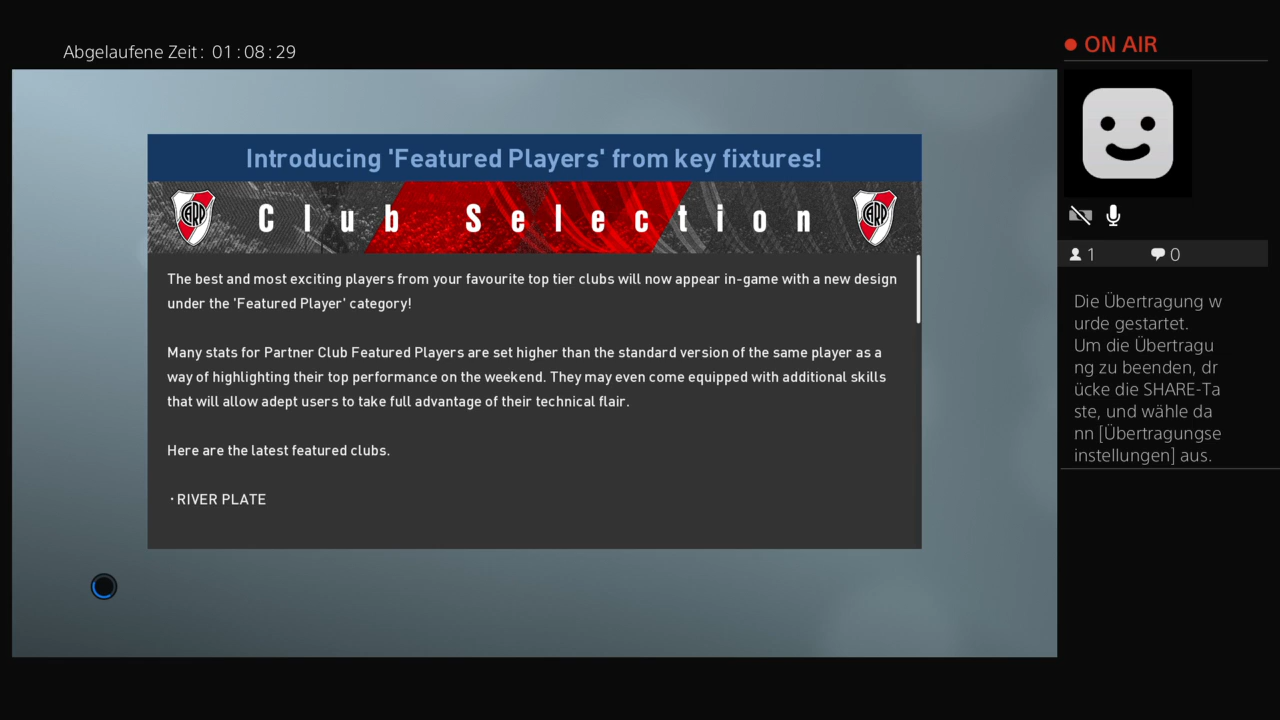 Abgelaufene Zeit: 01:08:29
ON AIR
Introducing 'Featured Players' from key fixtures!
CARP
Club Selection
CARP
The best and most exciting players from your favourite top tier clubs will now appear in-game with a new design
under the 'Featured Player' category!
Many stats for Partner Club Featured Players are set higher than the standard version of the same player as a
way of highlighting their top performance on the weekend. They may even come equipped with additional skills
that will allow adept users to take full advantage of their technical flair.
Here are the latest featured clubs.
・RIVER PLATE
1
0
Die Übertragung w
urde gestartet.
Um die Übertragu
ng zu beenden, dr
ücke die SHARE-Ta
ste, und wähle da
nn [Übertragungse
instellungen] aus.